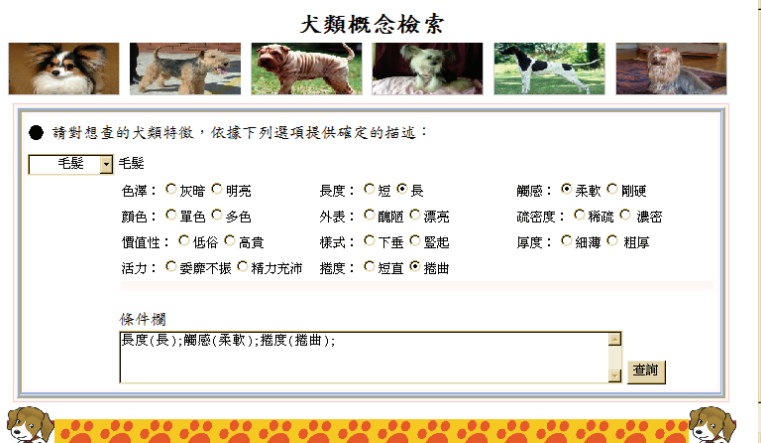 犬類概念檢索
● 請對想查的犬類特徵，依據下列選項提供確定的描述：
毛髮 毛髮
色澤： 灰暗 明亮 長度： 短 長 觸感： 柔軟 剛硬
顏色： 單色 多色 外表： 醜陋 漂亮 疏密度： 稀疏 濃密
價值性： 低俗 高貴 樣式： 下垂 豎起 厚度： 細薄 粗厚
活力： 委靡不振 精力充沛 捲度： 短直 捲曲
條件欄
長度(長);觸感(柔軟);捲度(捲曲);
查詢